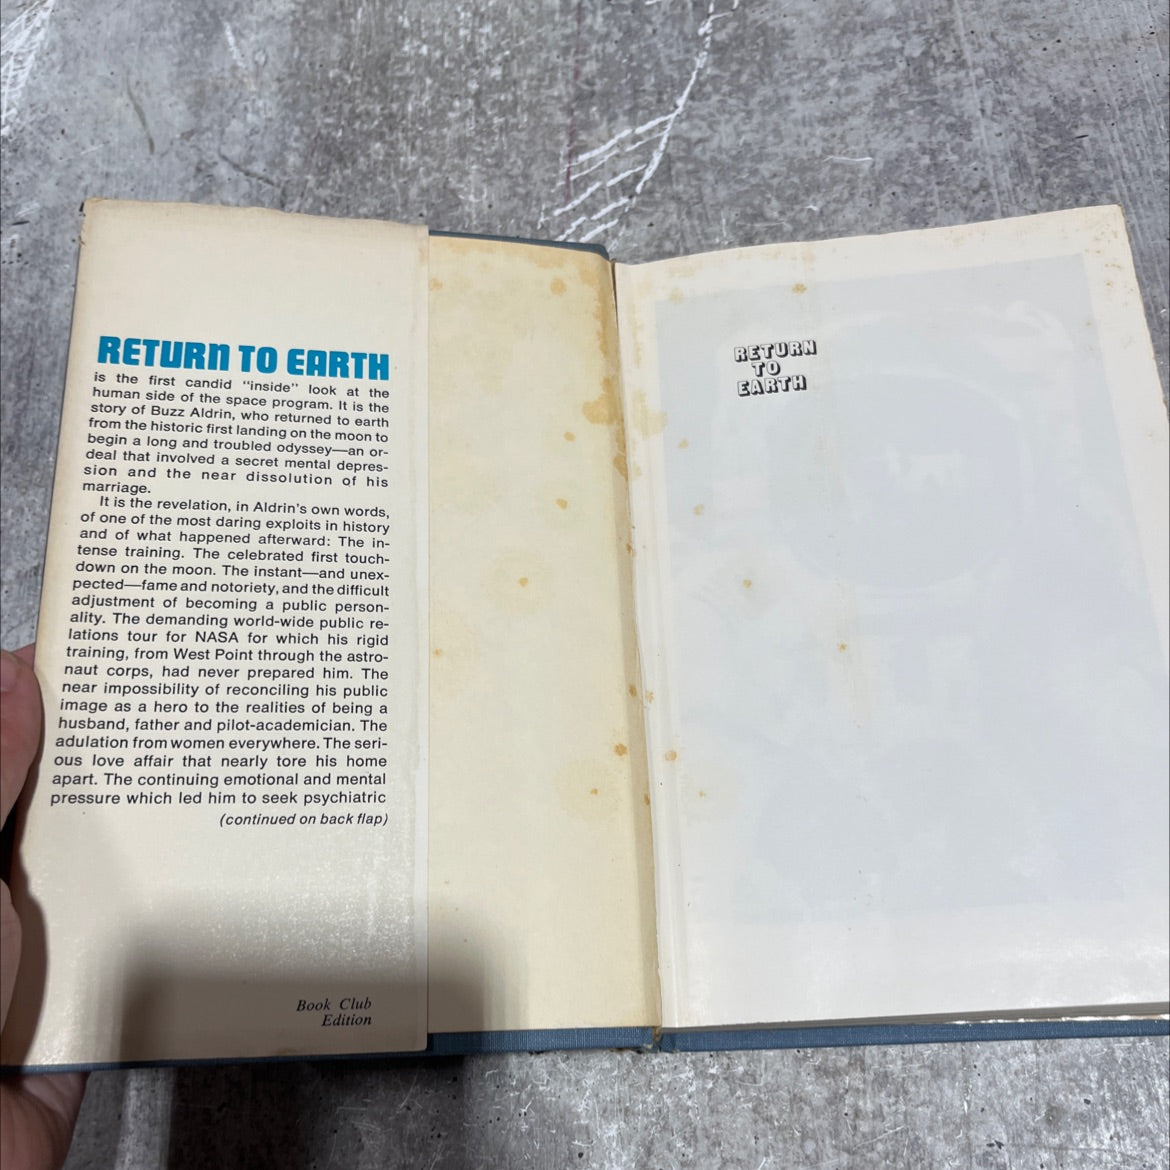 RETURN TO EARTH
is the first candid "inside" look at the
human side of the space program. It is the
story of Buzz Aldrin, who returned to earth
from the historic first landing on the moon to
begin a long and troubled odyssey—an or-
deal that involved a secret mental depres-
sion and the near dissolution of his
marriage.
It is the revelation, in Aldrin's own words,
of one of the most daring exploits in history
and of what happened afterward: The in-
tense training. The celebrated first touch-
down on the moon. The instant—and unex-
pected—fame and notoriety, and the difficult
adjustment of becoming a public person-
ality. The demanding world-wide public re-
lations tour for NASA for which his rigid
training, from West Point through the astro-
naut corps, had never prepared him. The
near impossibility of reconciling his public
image as a hero to the realities of being a
husband, father and pilot-academician. The
adulation from women everywhere. The seri-
ous love affair that nearly tore his home
apart. The continuing emotional and mental
pressure which led him to seek psychiatric
(continued on back flap)
Book Club
Edition
RETURN
TO
EARTH